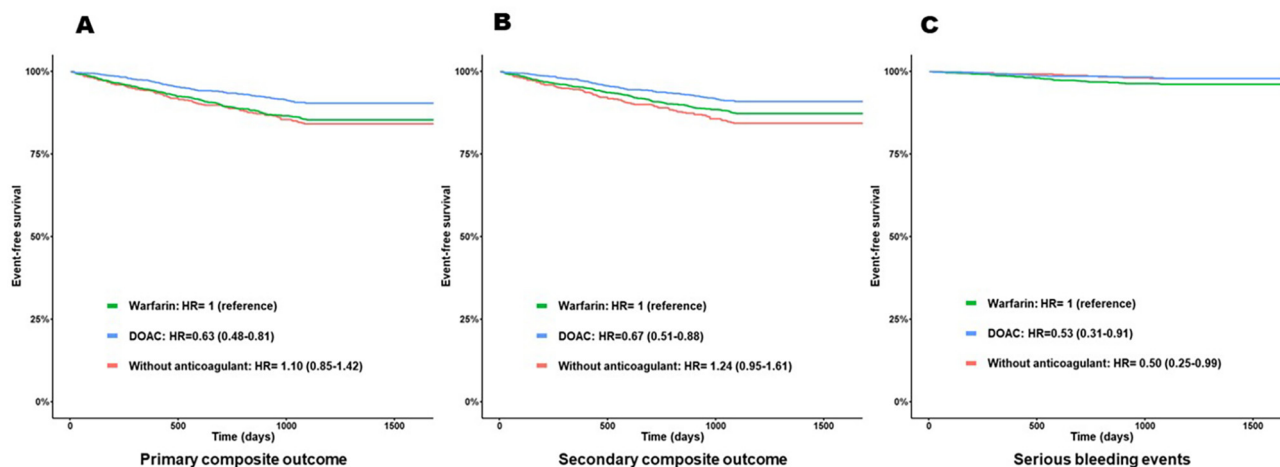 A
100%
75%
50%
25%
0%
Event-free survival
Warfarin: HR= 1 (reference)
DOAC: HR=0.63 (0.48-0.81)
Without anticoagulant: HR= 1.10 (0.85-1.42)
0
500
1000
1500
Time (days)
Primary composite outcome
B
100%
75%
50%
25%
0%
Event-free survival
Warfarin: HR= 1 (reference)
DOAC: HR=0.67 (0.51-0.88)
Without anticoagulant: HR= 1.24 (0.95-1.61)
0
500
1000
1500
Time (days)
Secondary composite outcome
C
100%
75%
50%
25%
0%
Event-free survival
Warfarin: HR= 1 (reference)
DOAC: HR=0.53 (0.31-0.91)
Without anticoagulant: HR= 0.50 (0.25-0.99)
0
500
1000
1500
Time (days)
Serious bleeding events